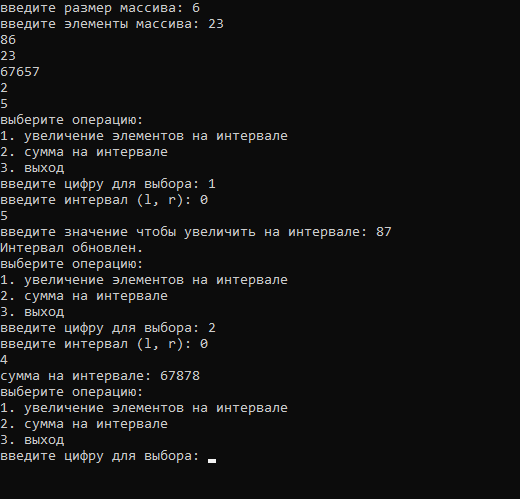 введите размер массива: 6
введите элементы массива: 23
86
23
67657
2
5
выберите операцию:
1. увеличение элементов на интервале
2. сумма на интервале
3. выход
введите цифру для выбора: 1
введите интервал (l, r): 0
5
введите значение чтобы увеличить на интервале: 87
Интервал обновлен.
выберите операцию:
1. увеличение элементов на интервале
2. сумма на интервале
3. выход
введите цифру для выбора: 2
введите интервал (l, r): 0
4
сумма на интервале: 67878
выберите операцию:
1. увеличение элементов на интервале
2. сумма на интервале
3. выход
введите цифру для выбора: